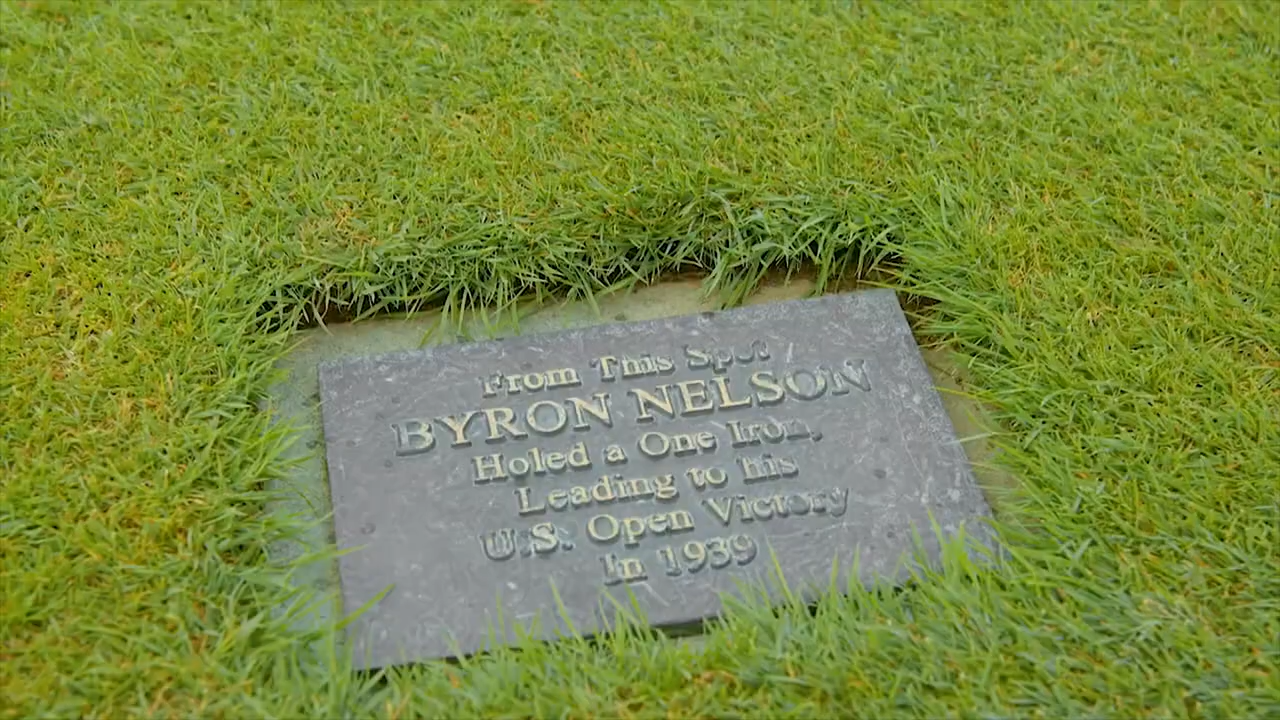 From This Spot
BYRON NELSON
Holed a One Iron,
Leading to his
U.S. Open Victory
In 1939